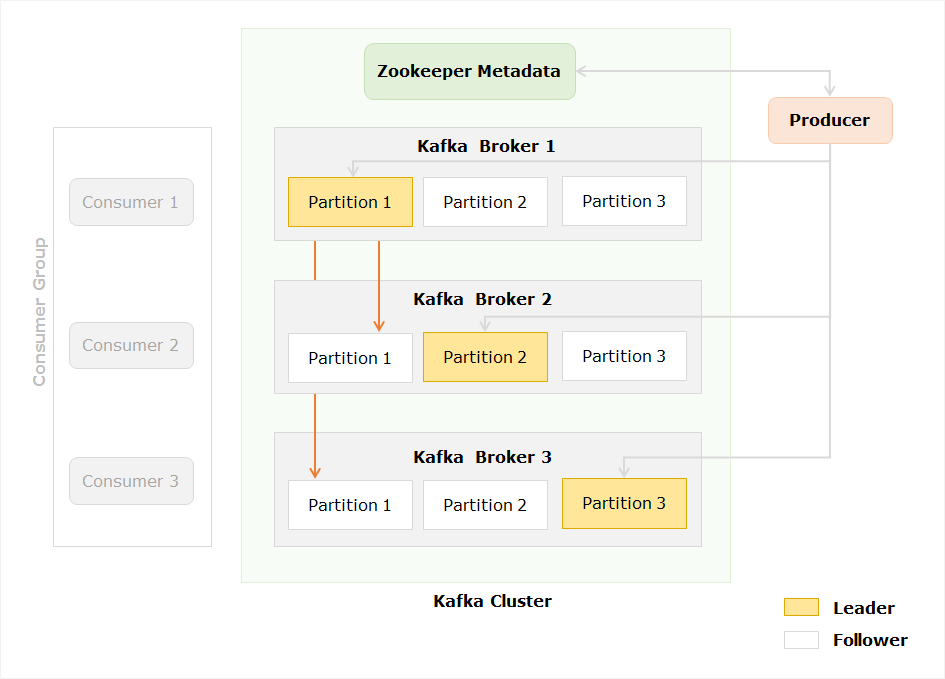 Zookeeper Metadata
Producer
Kafka Broker 1
Partition 1
Partition 2
Partition 3
Consumer Group
Consumer 1
Consumer 2
Consumer 3
Kafka Broker 2
Partition 1
Partition 2
Partition 3
Kafka Broker 3
Partition 1
Partition 2
Partition 3
Kafka Cluster
Leader
Follower